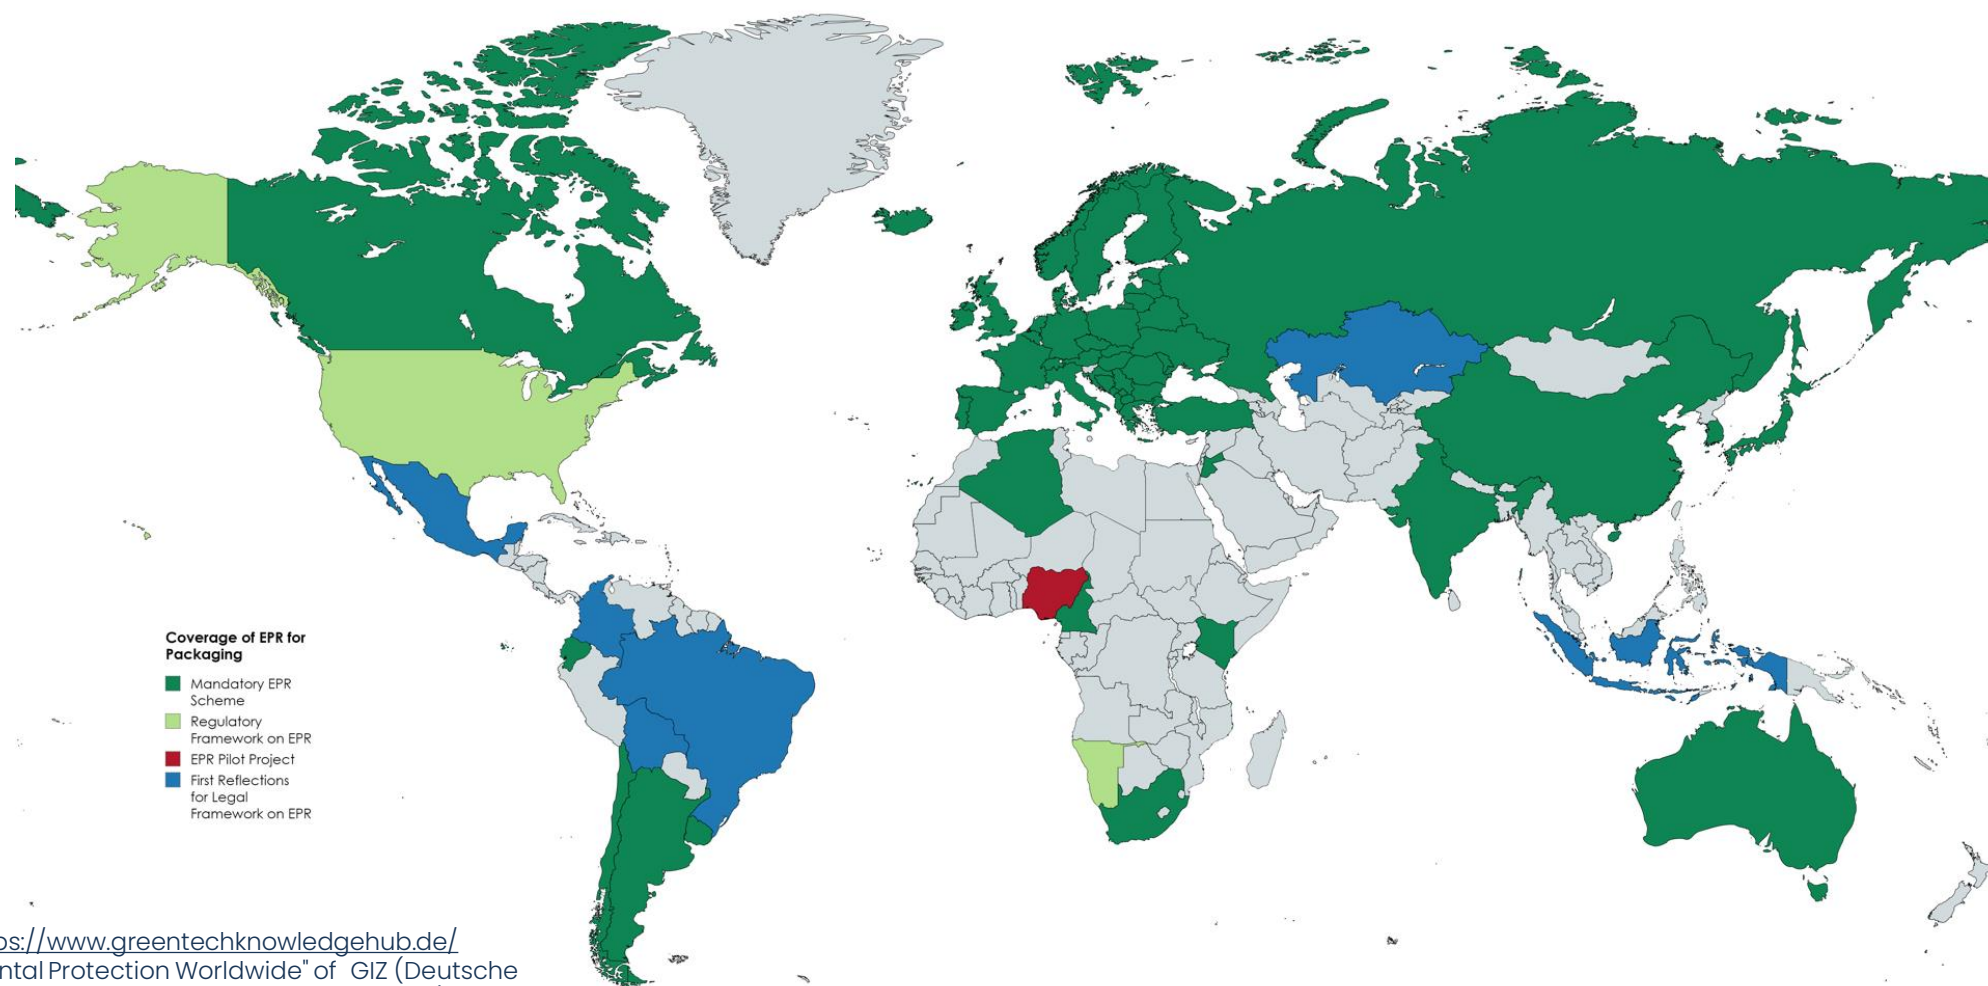 Coverage of EPR for
Packaging
Mandatory EPR
Scheme
Regulatory
Framework on EPR
EPR Pilot Project
First Reflections
for Legal
Framework on EPR
ps://www.greentechknowledgehub.de/
ntal Protection Worldwide" of GIZ (Deutsche